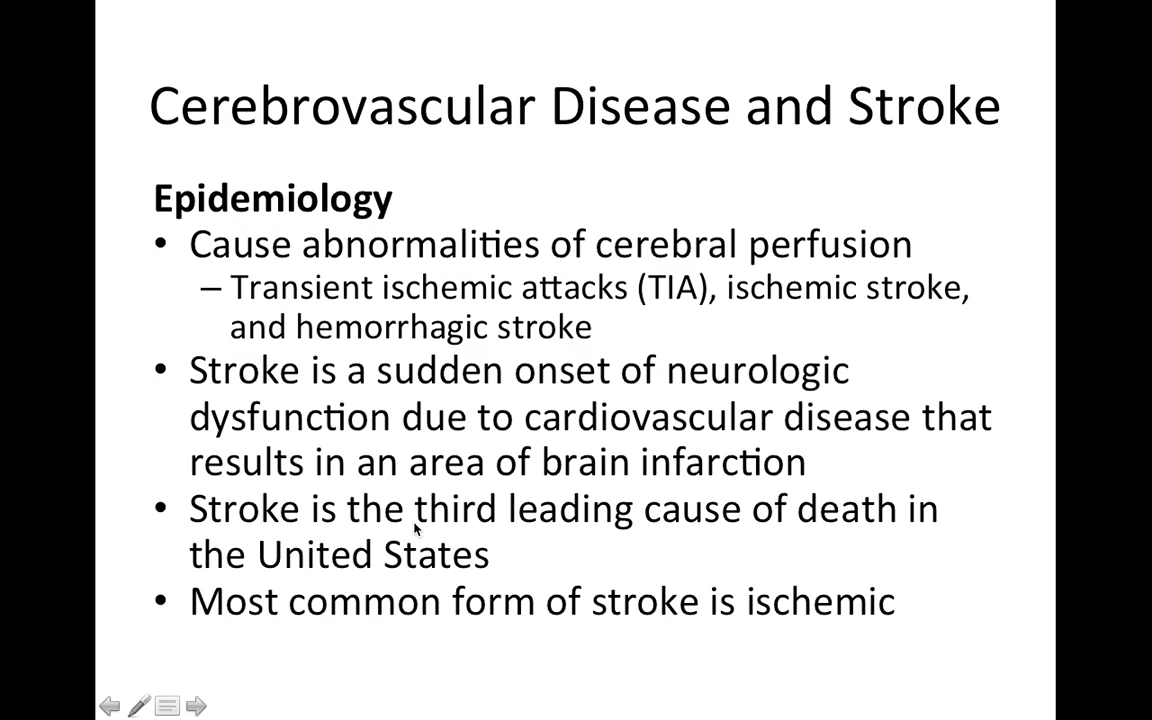 Cerebrovascular Disease and Stroke
Epidemiology
• Cause abnormalities of cerebral perfusion
– Transient ischemic attacks (TIA), ischemic stroke,
and hemorrhagic stroke
• Stroke is a sudden onset of neurologic
dysfunction due to cardiovascular disease that
results in an area of brain infarction
• Stroke is the third leading cause of death in
the United States
• Most common form of stroke is ischemic